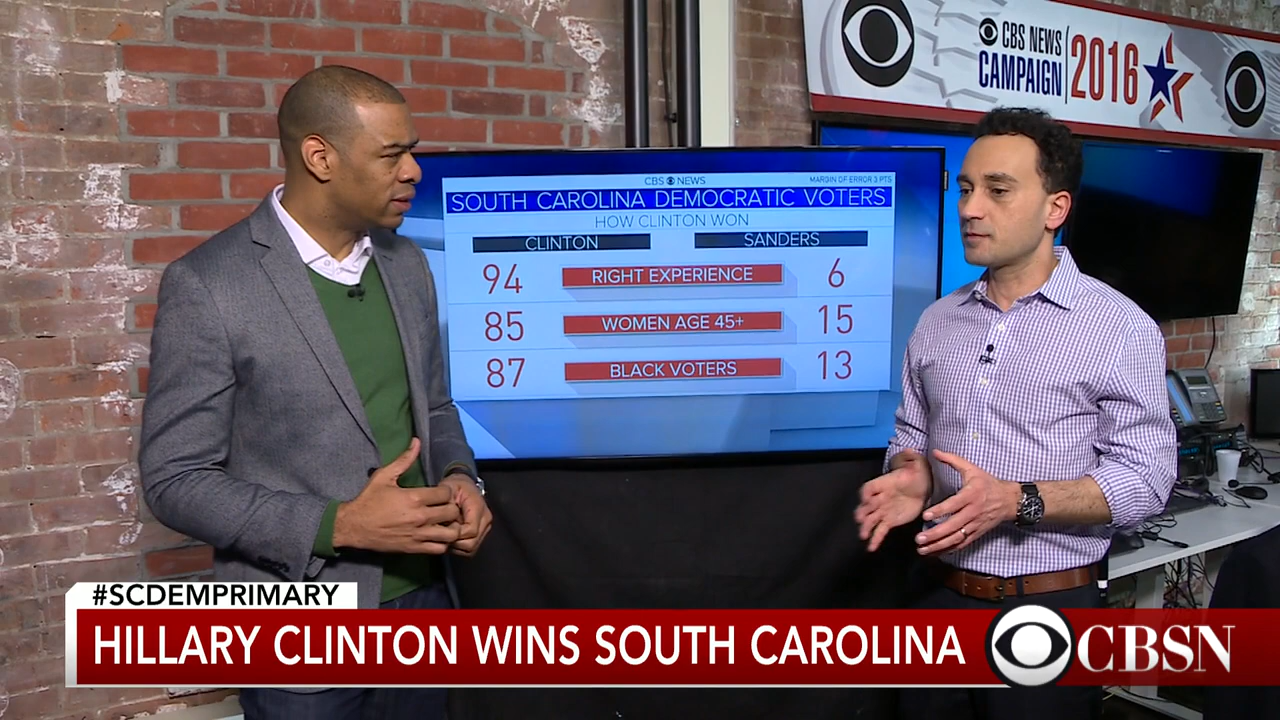 CBS NEWS
CAMPAIGN
2016
CBS NEWS
MARGIN OF ERROR 3 PTS
SOUTH CAROLINA DEMOCRATIC VOTERS
HOW CLINTON WON
CLINTON SANDERS
94 RIGHT EXPERIENCE 6
85 WOMEN AGE 45+ 15
87 BLACK VOTERS 13
#SCDEMPRIMARY
HILLARY CLINTON WINS SOUTH CAROLINA
CBSN